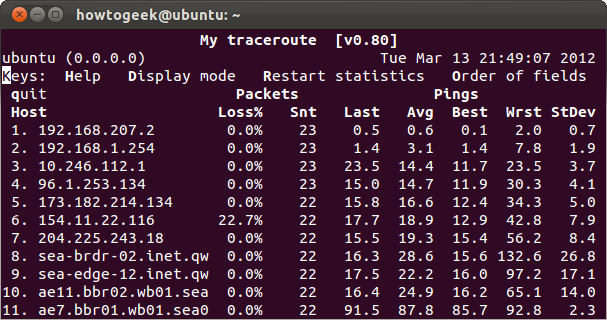 howtogeek@ubuntu: ~
My traceroute [v0.80]
ubuntu (0.0.0.0) Tue Mar 13 21:49:07 2012
Keys: Help Display mode Restart statistics Order of fields
quit Packets Pings
Host Loss% Snt Last Avg Best Wrst StDev
1. 192.168.207.2 0.0% 23 0.5 0.6 0.1 2.0 0.7
2. 192.168.1.254 0.0% 23 1.4 3.1 1.4 7.8 1.9
3. 10.246.112.1 0.0% 23 23.5 14.4 11.7 23.5 3.7
4. 96.1.253.134 0.0% 23 15.0 14.7 11.9 30.3 4.1
5. 173.182.214.134 0.0% 22 15.8 16.6 12.4 34.3 5.0
6. 154.11.22.116 22.7% 22 17.7 18.9 12.9 42.8 7.9
7. 204.225.243.18 0.0% 22 15.5 19.3 15.4 56.2 8.4
8. sea-brdr-02.inet.qw 0.0% 22 16.3 28.6 15.6 132.6 26.8
9. sea-edge-12.inet.qw 0.0% 22 17.5 22.2 16.0 97.2 17.1
10. ae11.bbr02.wb01.sea 0.0% 22 16.4 24.9 16.2 65.1 14.0
11. ae7.bbr01.wb01.sea0 0.0% 22 91.5 87.8 85.7 92.8 2.3